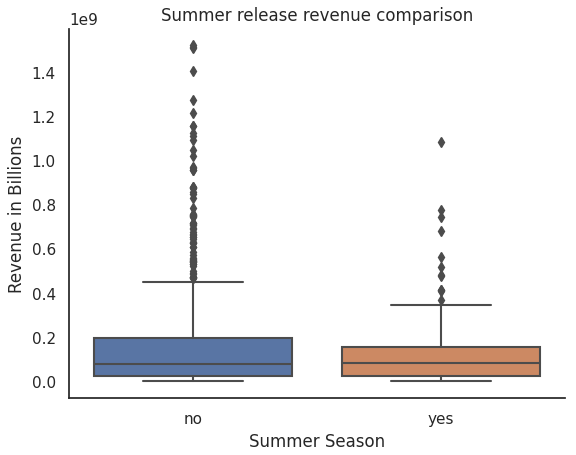 Summer release revenue comparison
1e9
1.4
1.2
1.0
0.8
0.6
0.4
0.2
0.0
Revenue in Billions
no yes
Summer Season